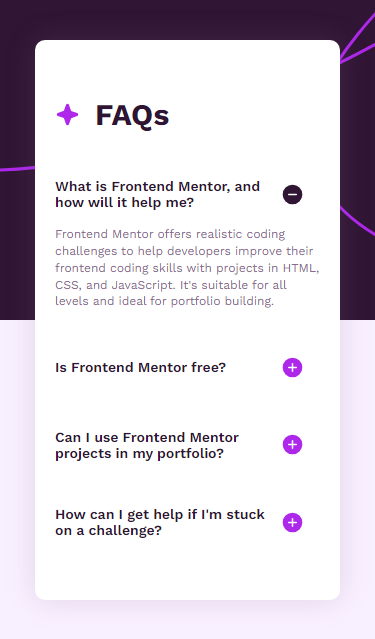 FAQs
What is Frontend Mentor, and
how will it help me?
Frontend Mentor offers realistic coding
challenges to help developers improve their
frontend coding skills with projects in HTML,
CSS, and JavaScript. It's suitable for all
levels and ideal for portfolio building.
Is Frontend Mentor free?
Can I use Frontend Mentor
projects in my portfolio?
How can I get help if I'm stuck
on a challenge?